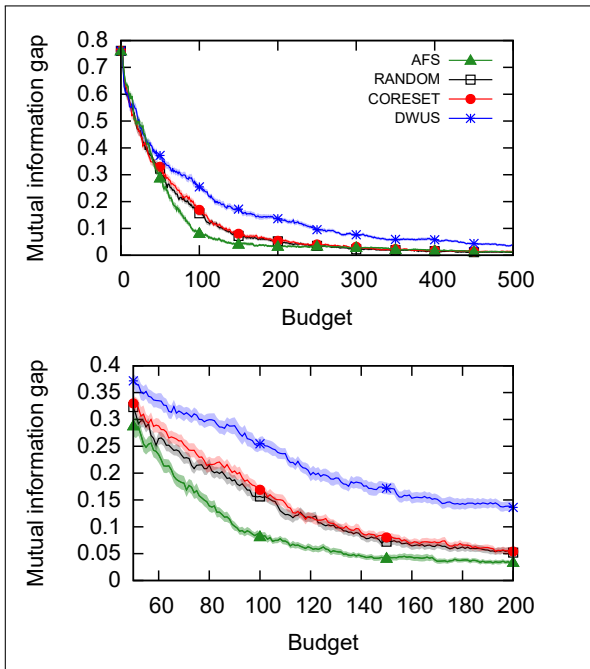 Mutual information gap
0.8
0.7
0.6
0.5
0.4
0.3
0.2
0.1
0
AFS
RANDOM
CORESET
DWUS
0 100 200 300 400 500
Budget
Mutual information gap
0.4
0.35
0.3
0.25
0.2
0.15
0.1
0.05
0
60 80 100 120 140 160 180 200
Budget